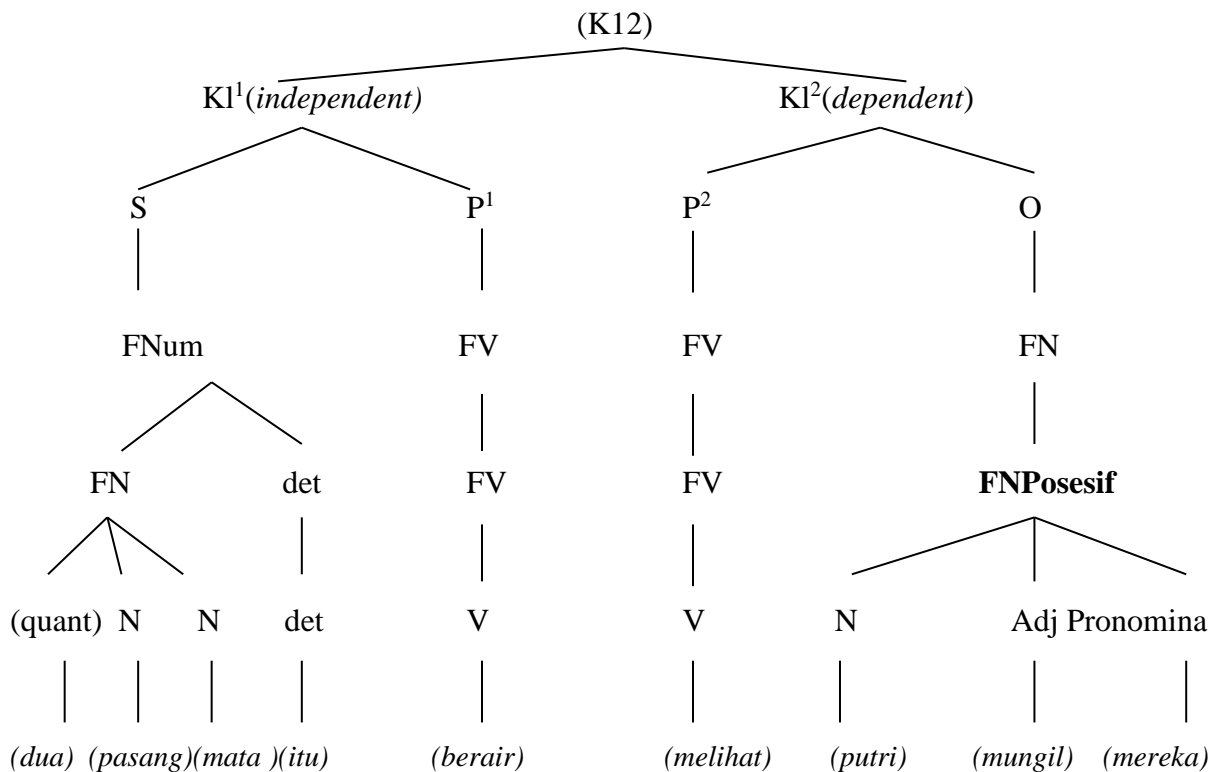 (K12)
Kl¹(independent) Kl²(dependent)
S P¹ P² O
FNum FV FV FN
FN det FV FV FNPosesif
(quant) N N det V V N Adj Pronomina
(dua) (pasang)(mata )(itu) (berair) (melihat) (putri) (mungil) (mereka)